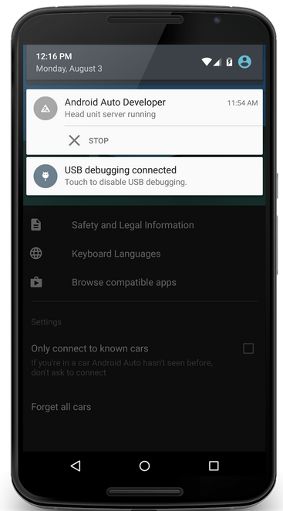 12:16 PM
Monday, August 3
Android Auto Developer
11:54 AM
Head unit server running
STOP
USB debugging connected
Touch to disable USB debugging.
Safety and Legal Information
Keyboard Languages
Browse compatible apps
Settings
Only connect to known cars
If you're in a car Android Auto hasn't seen before,
don't ask to connect
Forget all cars